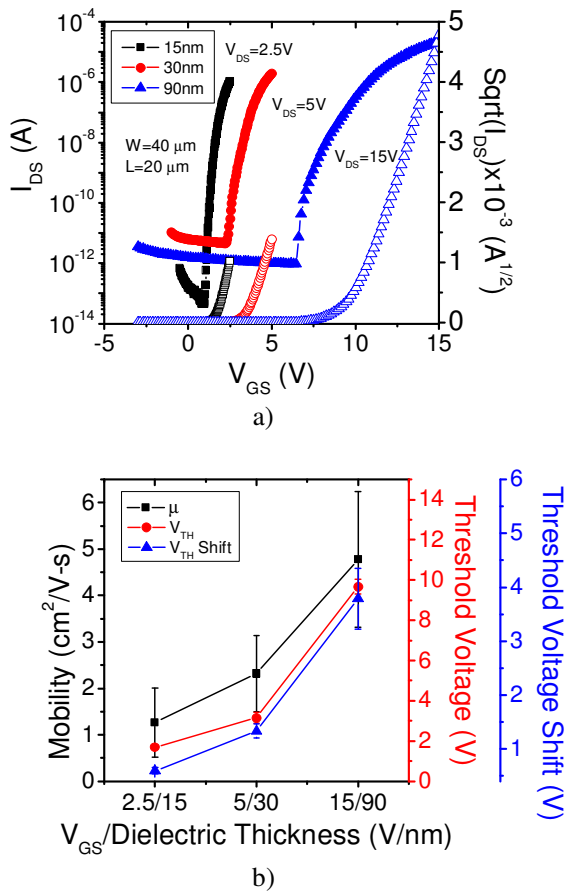 10^-4
10^-6
10^-8
10^-10
10^-12
10^-14
I_DS (A)
15nm
30nm
90nm
V_DS=2.5V
V_DS=5V
V_DS=15V
W=40 μm
L=20 μm
5
4
3
2
1
0
Sqrt(I_DS)x10^-3 (A^1/2)
-5 0 5 10 15
V_GS (V)
a)
6
5
4
3
2
1
0
Mobility (cm^2/V-s)
μ
V_TH
V_TH Shift
14
12
10
8
6
4
2
0
Threshold Voltage (V)
6
5
4
3
2
1
Threshold Voltage Shift (V)
2.5/15 5/30 15/90
V_GS/Dielectric Thickness (V/nm)
b)